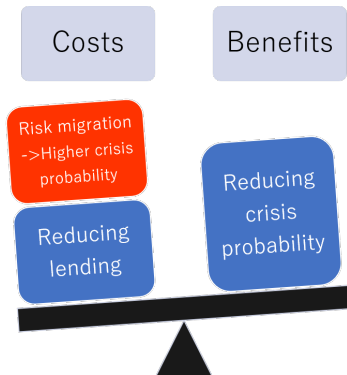 Costs
Benefits
Risk migration
->Higher crisis
probability
Reducing
lending
Reducing
crisis
probability